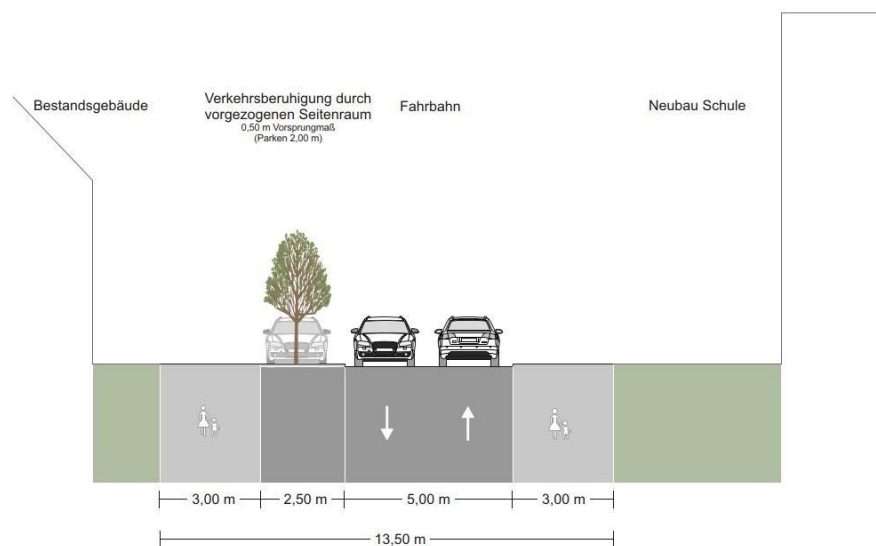 Bestandsgebäude
Verkehrsberuhigung durch
vorgezogenen Seitenraum
0,50 m Vorsprungmaß
(Parken 2,00 m)
Fahrbahn
Neubau Schule
3,00 m
2,50 m
5,00 m
3,00 m
13,50 m